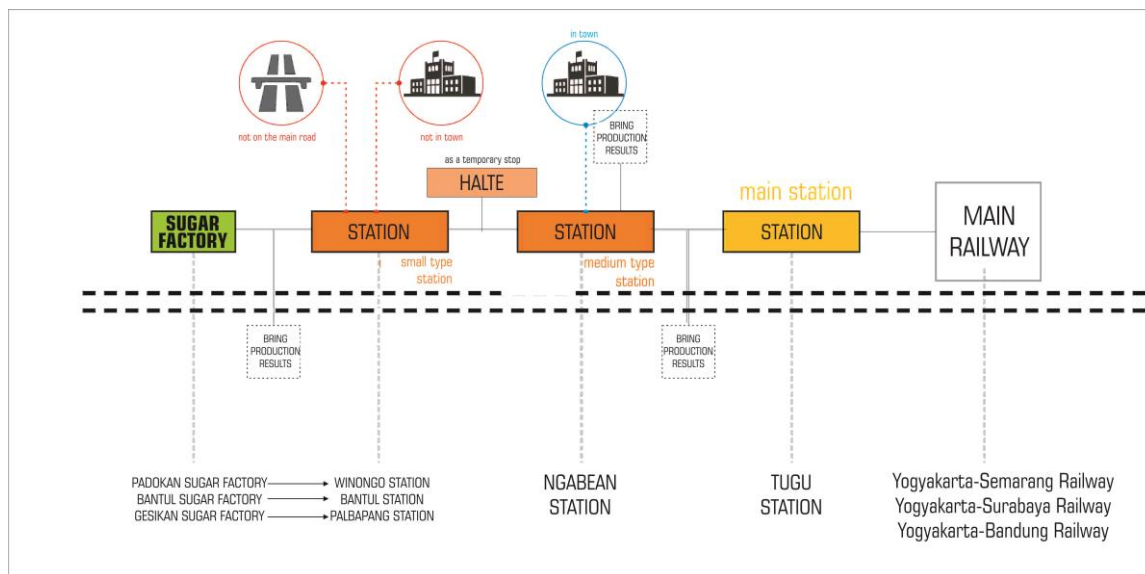 in town
not on the main road
not in town
BRING
PRODUCTION
RESULTS
as a temporary stop
HALTE
main station
SUGAR
FACTORY
STATION
STATION
STATION
MAIN
RAILWAY
small type
station
medium type
station
BRING
PRODUCTION
RESULTS
BRING
PRODUCTION
RESULTS
PADOKAN SUGAR FACTORY WINONGO STATION
BANTUL SUGAR FACTORY BANTUL STATION
GESIKAN SUGAR FACTORY PALBAPANG STATION
NGABEAN
STATION
TUGU
STATION
Yogyakarta-Semarang Railway
Yogyakarta-Surabaya Railway
Yogyakarta-Bandung Railway